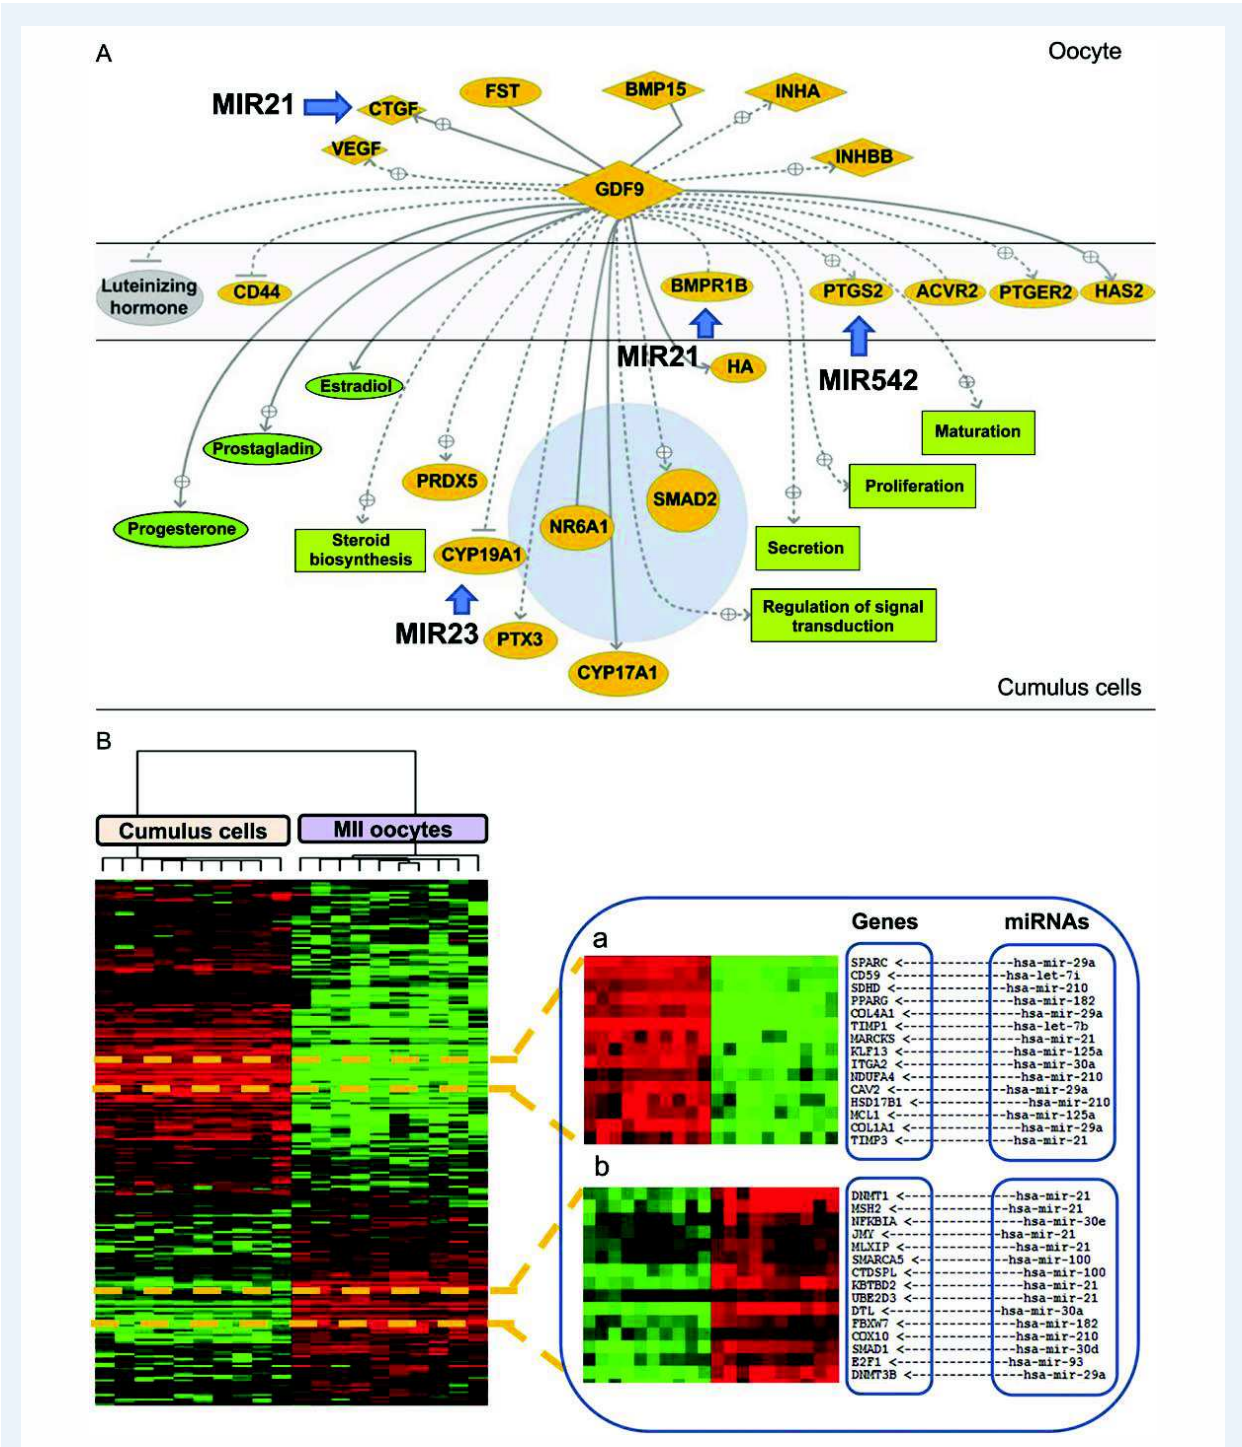 A
Oocyte
MIR21
CTGF
FST
BMP15
INHA
VEGF
INHBB
GDF9
Luteinizing
hormone
CD44
BMPR1B
PTGS2
ACVR2
PTGER2
HAS2
MIR21
HA
MIR542
Estradiol
Prostagladin
Progesterone
Maturation
PRDX5
SMAD2
Proliferation
NR6A1
Steroid
biosynthesis
CYP19A1
Secretion
MIR23
PTX3
Regulation of signal
transduction
CYP17A1
Cumulus cells
B
Cumulus cells
MII oocytes
Genes
miRNAs
a
SPARC <---------------hsa-mir-29a
CD59 <---------------hsa-let-7i
SDHD <---------------hsa-mir-210
PPARG <---------------hsa-mir-182
COL4A1 <---------------hsa-mir-29a
TIMP1 <---------------hsa-let-7b
MARCKS <---------------hsa-mir-21
KLF13 <---------------hsa-mir-125a
ITGA2 <---------------hsa-mir-30a
NDUFA4 <---------------hsa-mir-210
CAV2 <---------------hsa-mir-29a
HSD17B1 <---------------hsa-mir-210
MCL1 <---------------hsa-mir-125a
COL1A1 <---------------hsa-mir-29a
TIMP3 <---------------hsa-mir-21
b
DNMT1 <---------------hsa-mir-21
MSH2 <---------------hsa-mir-21
NFKBIA <---------------hsa-mir-30e
JMY <---------------hsa-mir-21
MLXIP <---------------hsa-mir-21
SMARCA5 <---------------hsa-mir-100
CTDSPL <---------------hsa-mir-100
KBTBD2 <---------------hsa-mir-21
UBE2D3 <---------------hsa-mir-21
DTL <---------------hsa-mir-30a
FBXW7 <---------------hsa-mir-182
COX10 <---------------hsa-mir-210
SMAD1 <---------------hsa-mir-30d
E2F1 <---------------hsa-mir-93
DNMT3B <---------------hsa-mir-29a